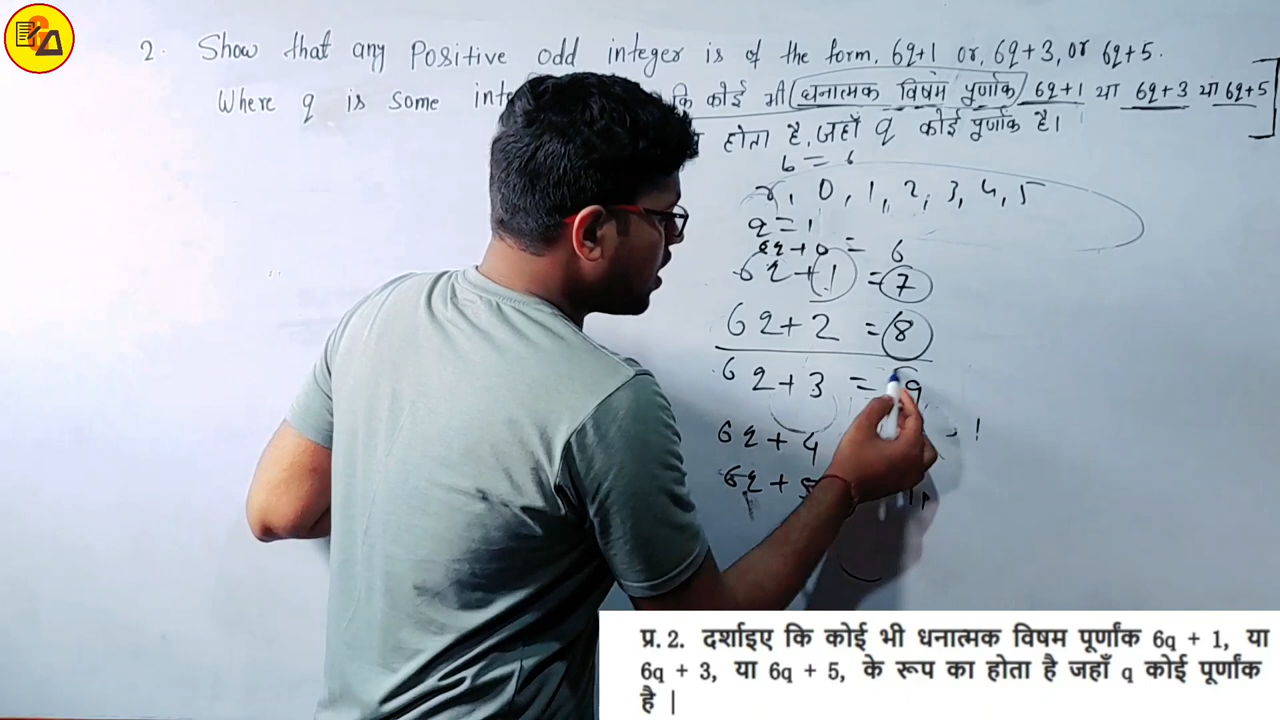 2. Show that any Positive odd integer is of the form, 6q+1 or, 6q+3, or 6q+5.
Where q is some कि कोई भी धनात्मक विषम पूर्णांक 6q+1 या 6q+3 या 6q+5
होता है, जहाँ q कोई पूर्णांक है।
b = 6
r, 0, 1, 2, 3, 4, 5
q = 1
6q+0 = 6
6q+1 = 7
6q+2 = 8
6q+3 = 9
6q+4
6q+5 11
प्र. 2. दर्शाइए कि कोई भी धनात्मक विषम पूर्णांक 6q + 1, या
6q + 3, या 6q + 5, के रूप का होता है जहाँ q कोई पूर्णांक
है |